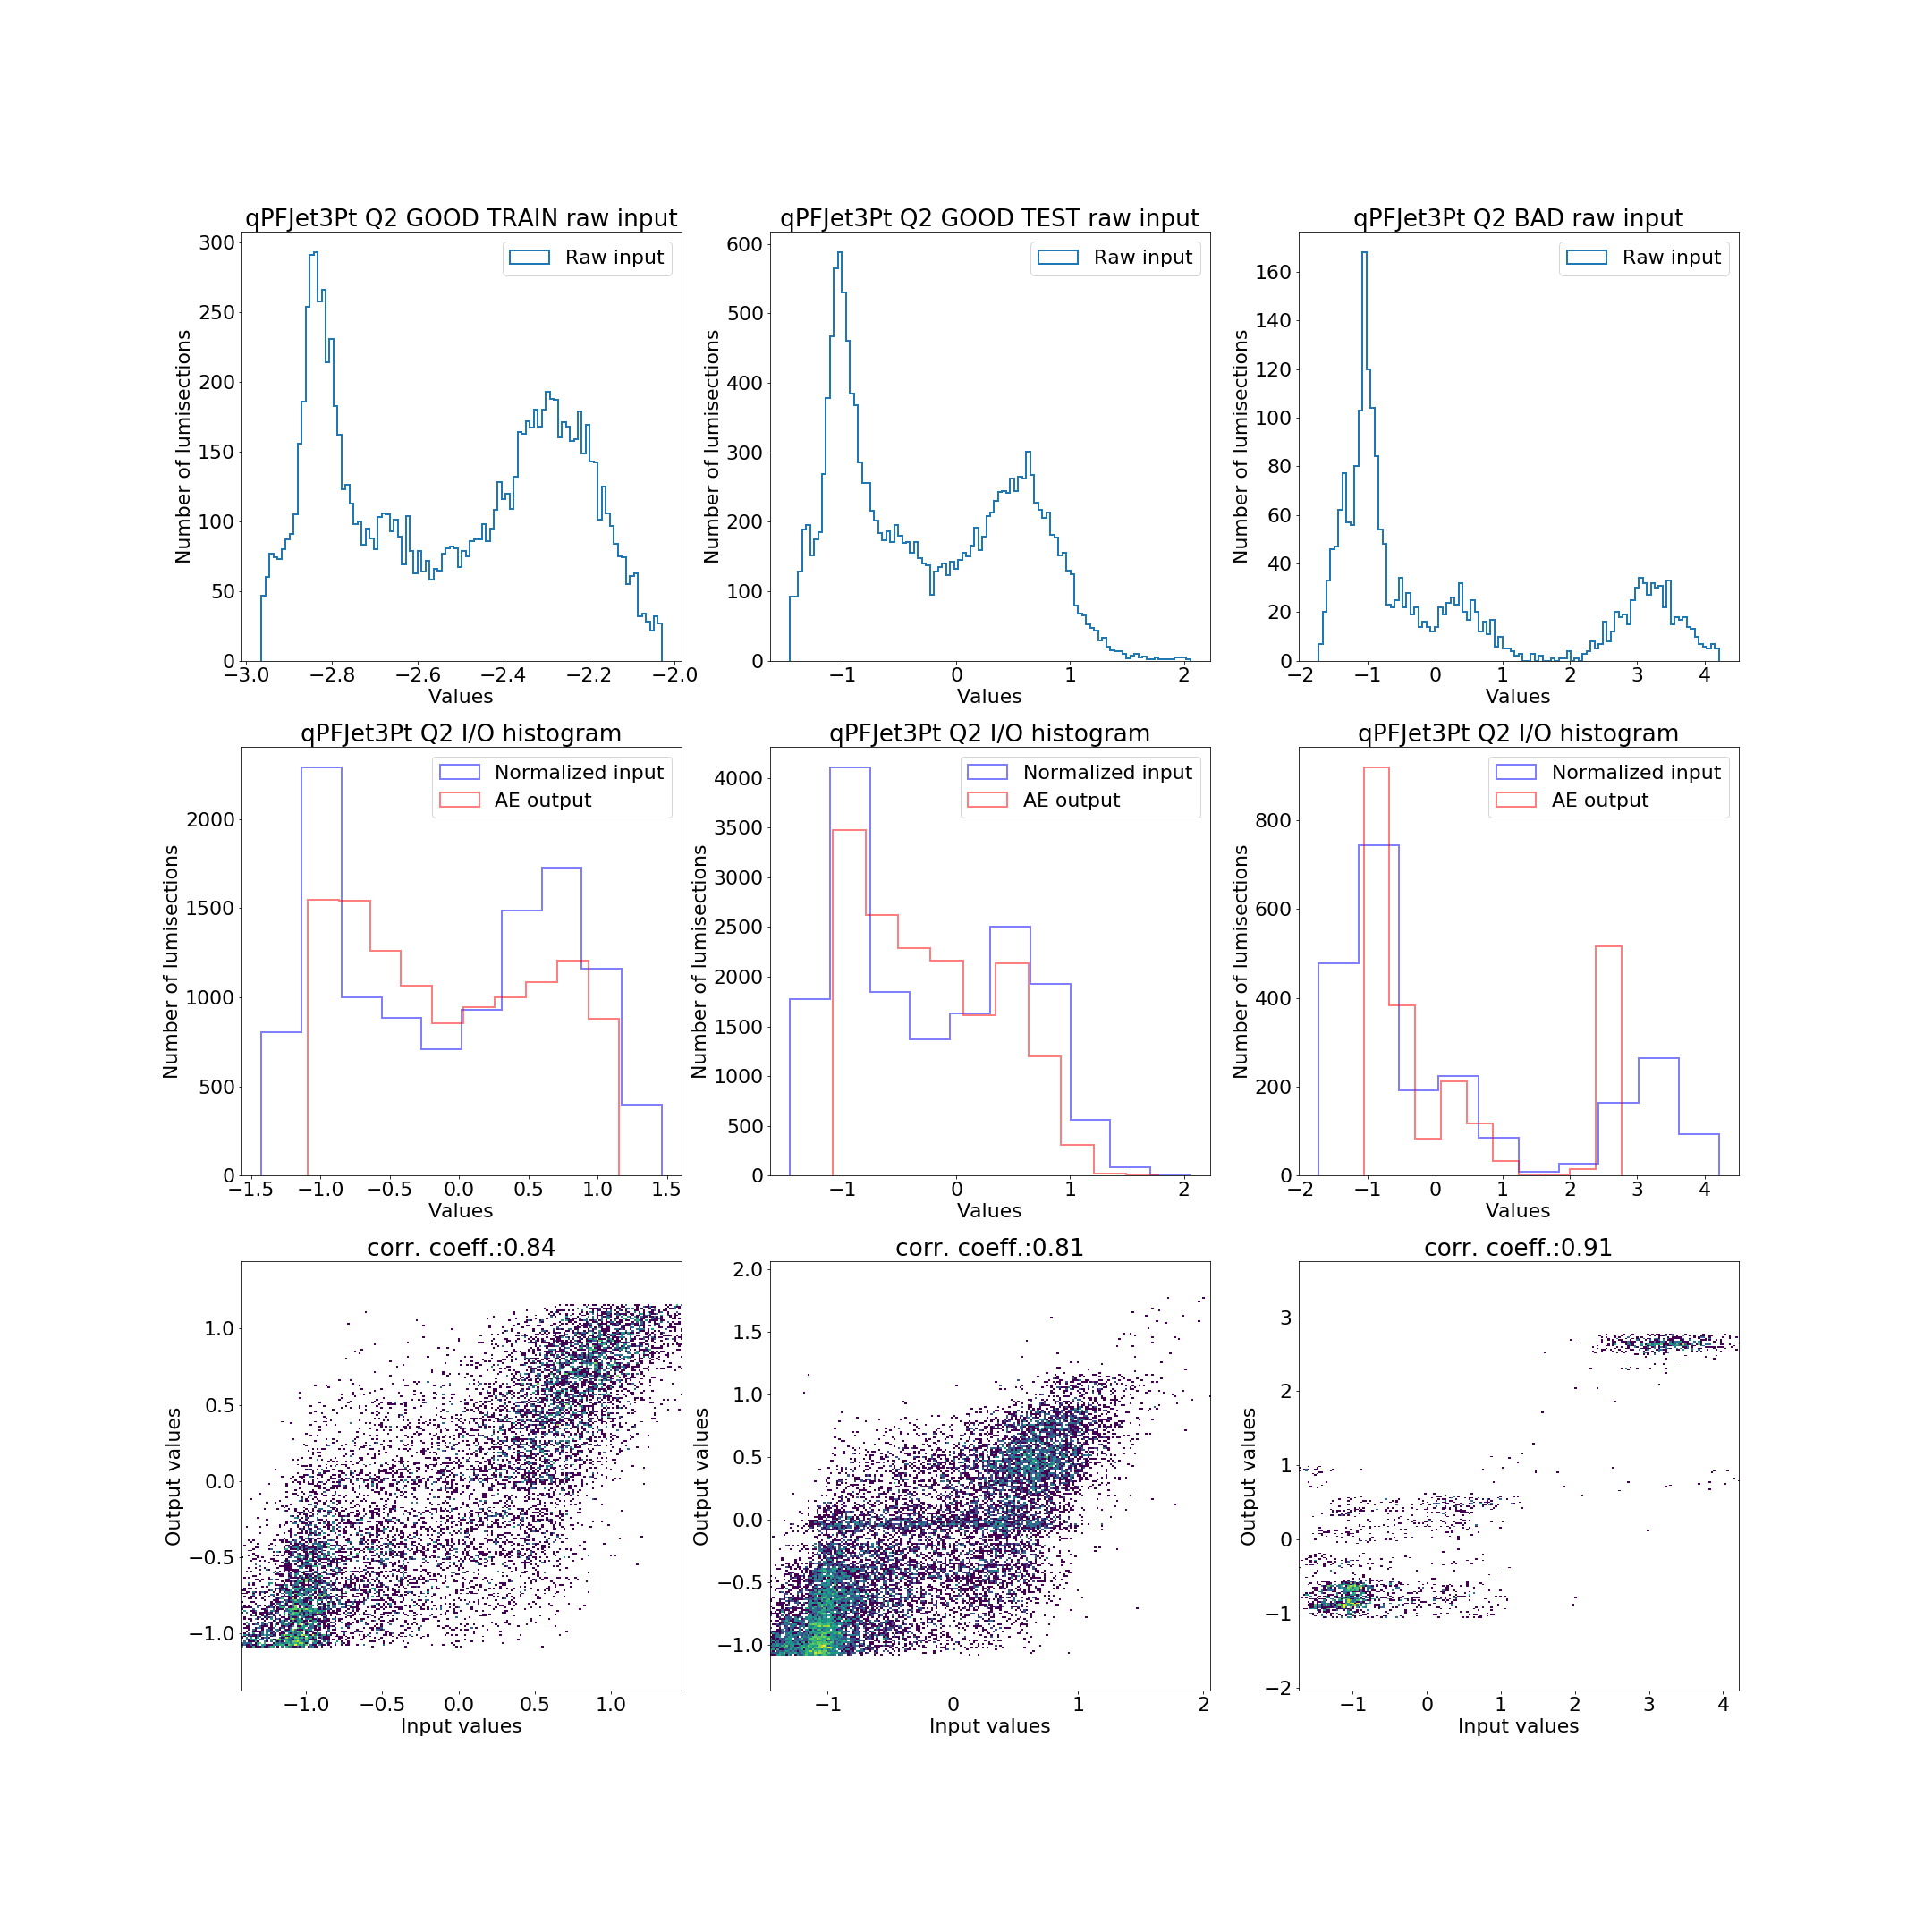 qPFJet3Pt Q2 GOOD TRAIN raw input
300
250
200
150
100
50
0
−3.0 −2.8 −2.6 −2.4 −2.2 −2.0
Number of lumisections
Values
Raw input
qPFJet3Pt Q2 GOOD TEST raw input
600
500
400
300
200
100
0
−1 0 1 2
Number of lumisections
Values
Raw input
qPFJet3Pt Q2 BAD raw input
160
140
120
100
80
60
40
20
0
−2 −1 0 1 2 3 4
Number of lumisections
Values
Raw input
qPFJet3Pt Q2 I/O histogram
2000
1500
1000
500
0
−1.5 −1.0 −0.5 0.0 0.5 1.0 1.5
Number of lumisections
Values
Normalized input
AE output
qPFJet3Pt Q2 I/O histogram
4000
3500
3000
2500
2000
1500
1000
500
0
−1 0 1 2
Number of lumisections
Values
Normalized input
AE output
qPFJet3Pt Q2 I/O histogram
800
600
400
200
0
−2 −1 0 1 2 3 4
Number of lumisections
Values
Normalized input
AE output
corr. coeff.:0.84
1.0
0.5
0.0
−0.5
−1.0
−1.0 −0.5 0.0 0.5 1.0
Output values
Input values
corr. coeff.:0.81
2.0
1.5
1.0
0.5
0.0
−0.5
−1.0
−1 0 1 2
Output values
Input values
corr. coeff.:0.91
3
2
1
0
−1
−2
−1 0 1 2 3 4
Output values
Input values